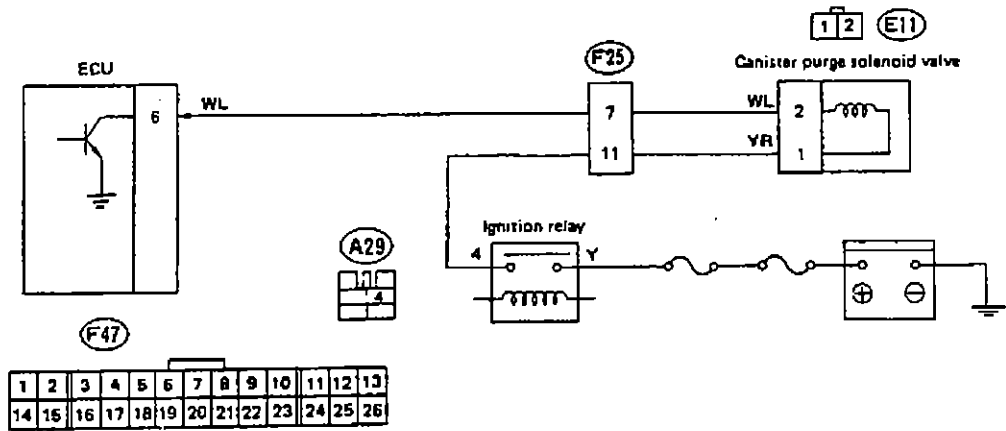 1 2 E11
Canister purge solenoid valve
ECU
F25
6 WL 7 WL 2
11 YR 1
Ignition relay
A29
4 Y
4
⊕ ⊖
F47
1 2 3 4 5 6 7 8 9 10 11 12 13
14 15 16 17 18 19 20 21 22 23 24 25 26